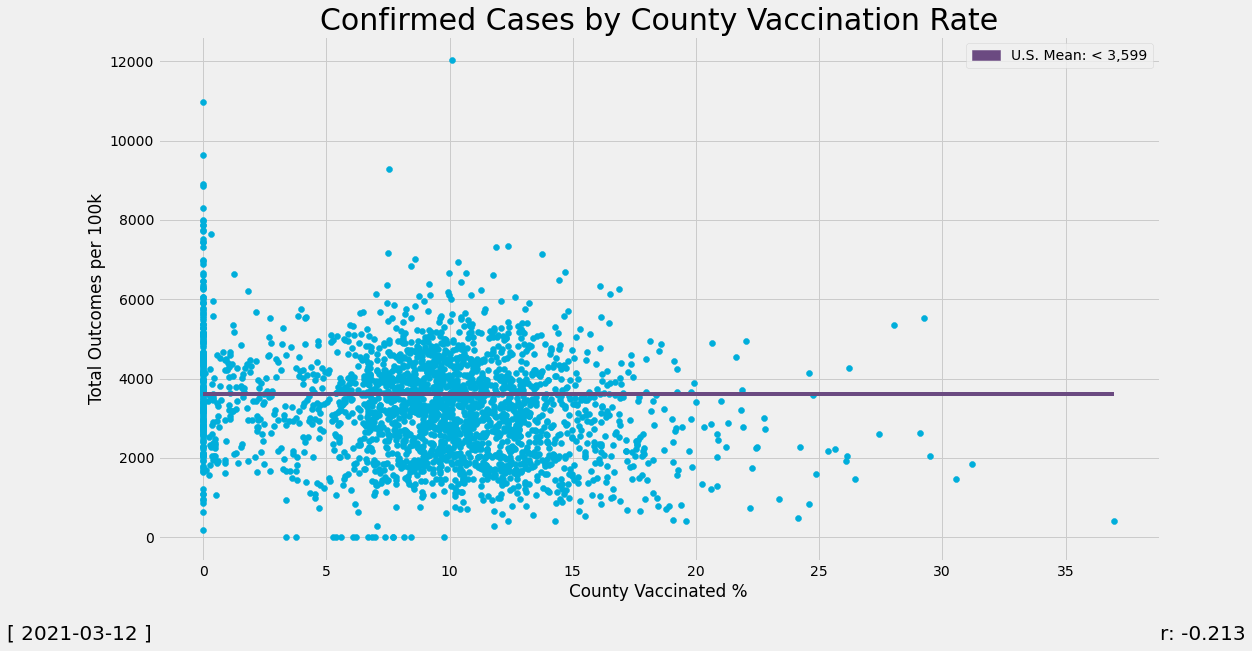 Confirmed Cases by County Vaccination Rate
U.S. Mean: < 3,599
12000
10000
8000
6000
4000
2000
0
Total Outcomes per 100k
0 5 10 15 20 25 30 35
County Vaccinated %
[ 2021-03-12 ]
r: -0.213